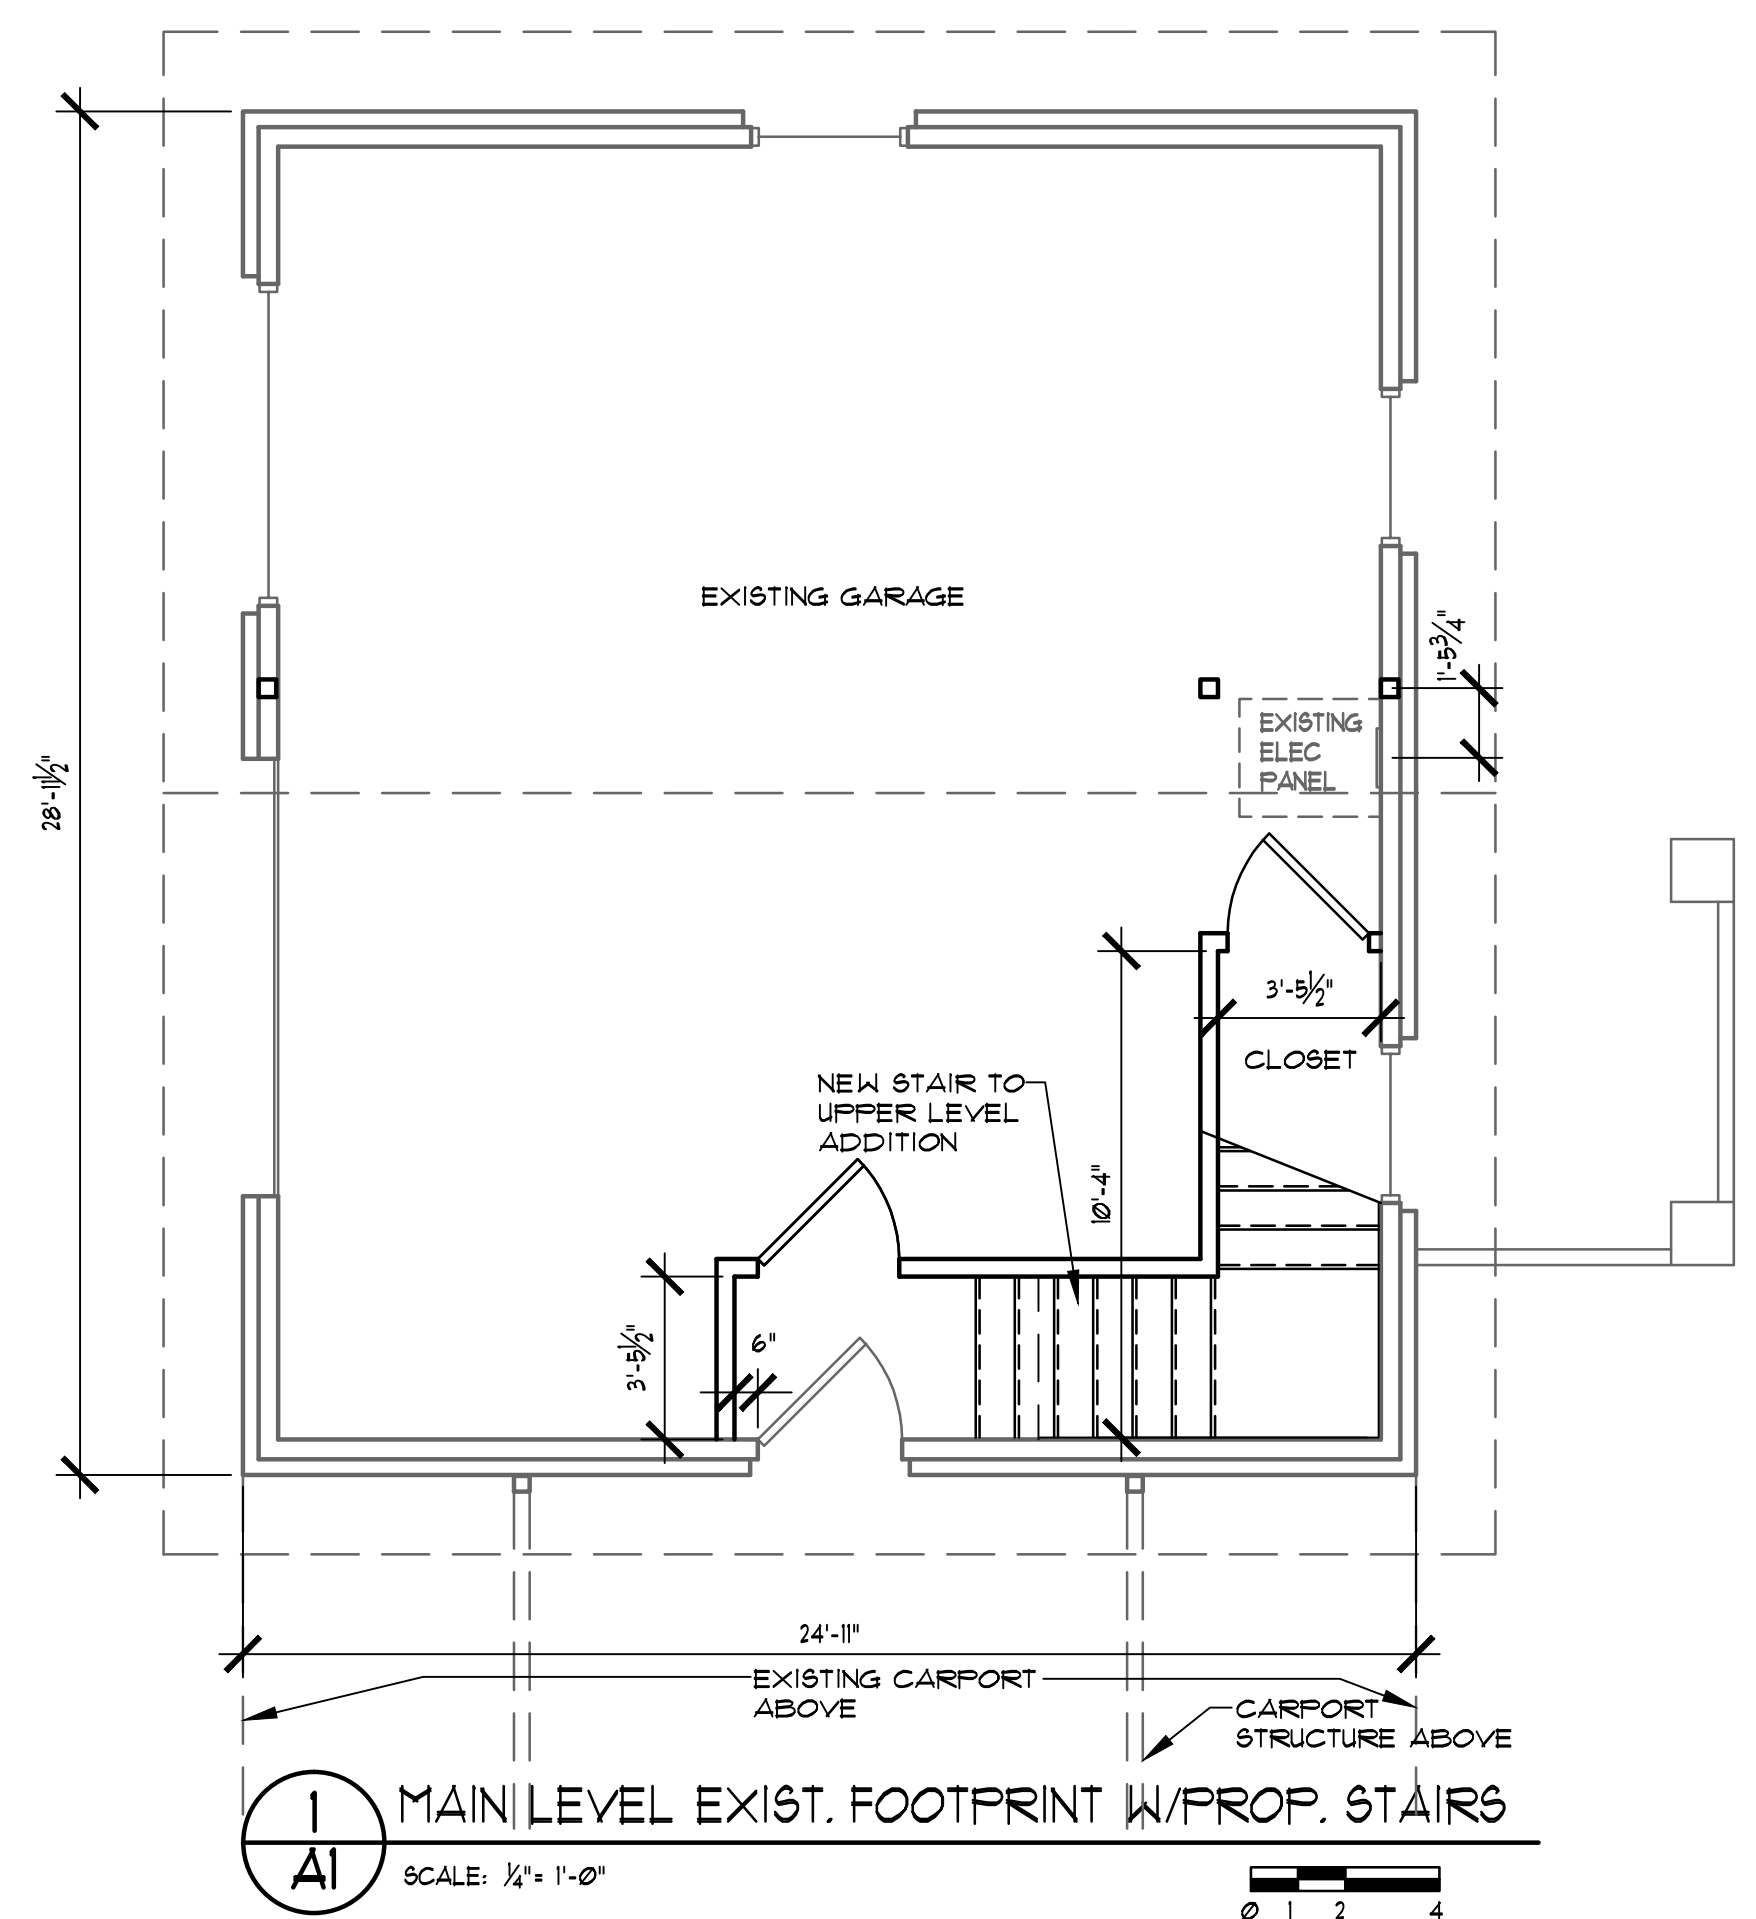 EXISTING GARAGE
1'-5¾"
EXISTING
ELEC
PANEL
28'-11½"
3'-5½"
CLOSET
NEW STAIR TO
UPPER LEVEL
ADDITION
10'-4"
3'-5½"
6"
24'-11"
EXISTING CARPORT
ABOVE
CARPORT
STRUCTURE ABOVE
1
A1
MAIN LEVEL EXIST. FOOTPRINT W/PROP. STAIRS
SCALE: ¼"= 1'-0"
0 1 2 4